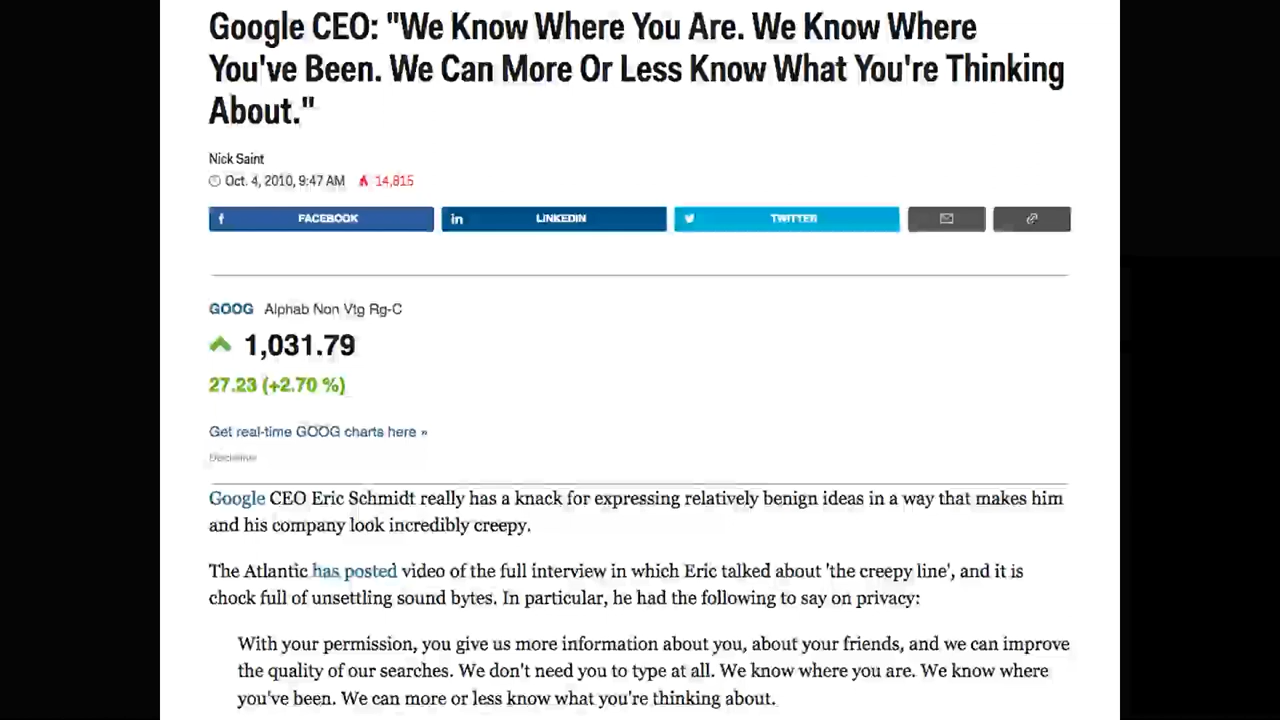 Google CEO: "We Know Where You Are. We Know Where
You've Been. We Can More Or Less Know What You're Thinking
About."
Nick Saint
Oct. 4, 2010, 9:47 AM 14,815
FACEBOOK LINKEDIN TWITTER
GOOG Alphab Non Vtg Rg-C
1,031.79
27.23 (+2.70 %)
Get real-time GOOG charts here »
Disclaimer
Google CEO Eric Schmidt really has a knack for expressing relatively benign ideas in a way that makes him
and his company look incredibly creepy.
The Atlantic has posted video of the full interview in which Eric talked about 'the creepy line', and it is
chock full of unsettling sound bytes. In particular, he had the following to say on privacy:
With your permission, you give us more information about you, about your friends, and we can improve
the quality of our searches. We don't need you to type at all. We know where you are. We know where
you've been. We can more or less know what you're thinking about.